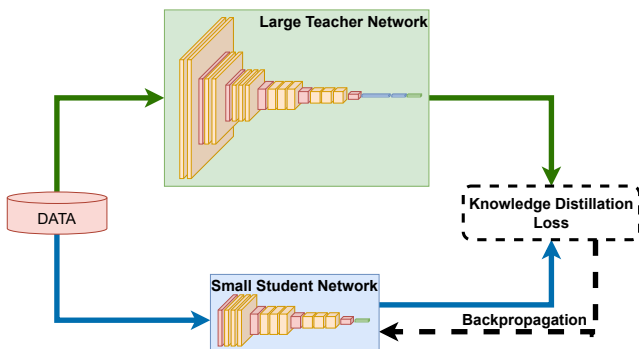 Large Teacher Network
DATA
Knowledge Distillation
Loss
Small Student Network
Backpropagation